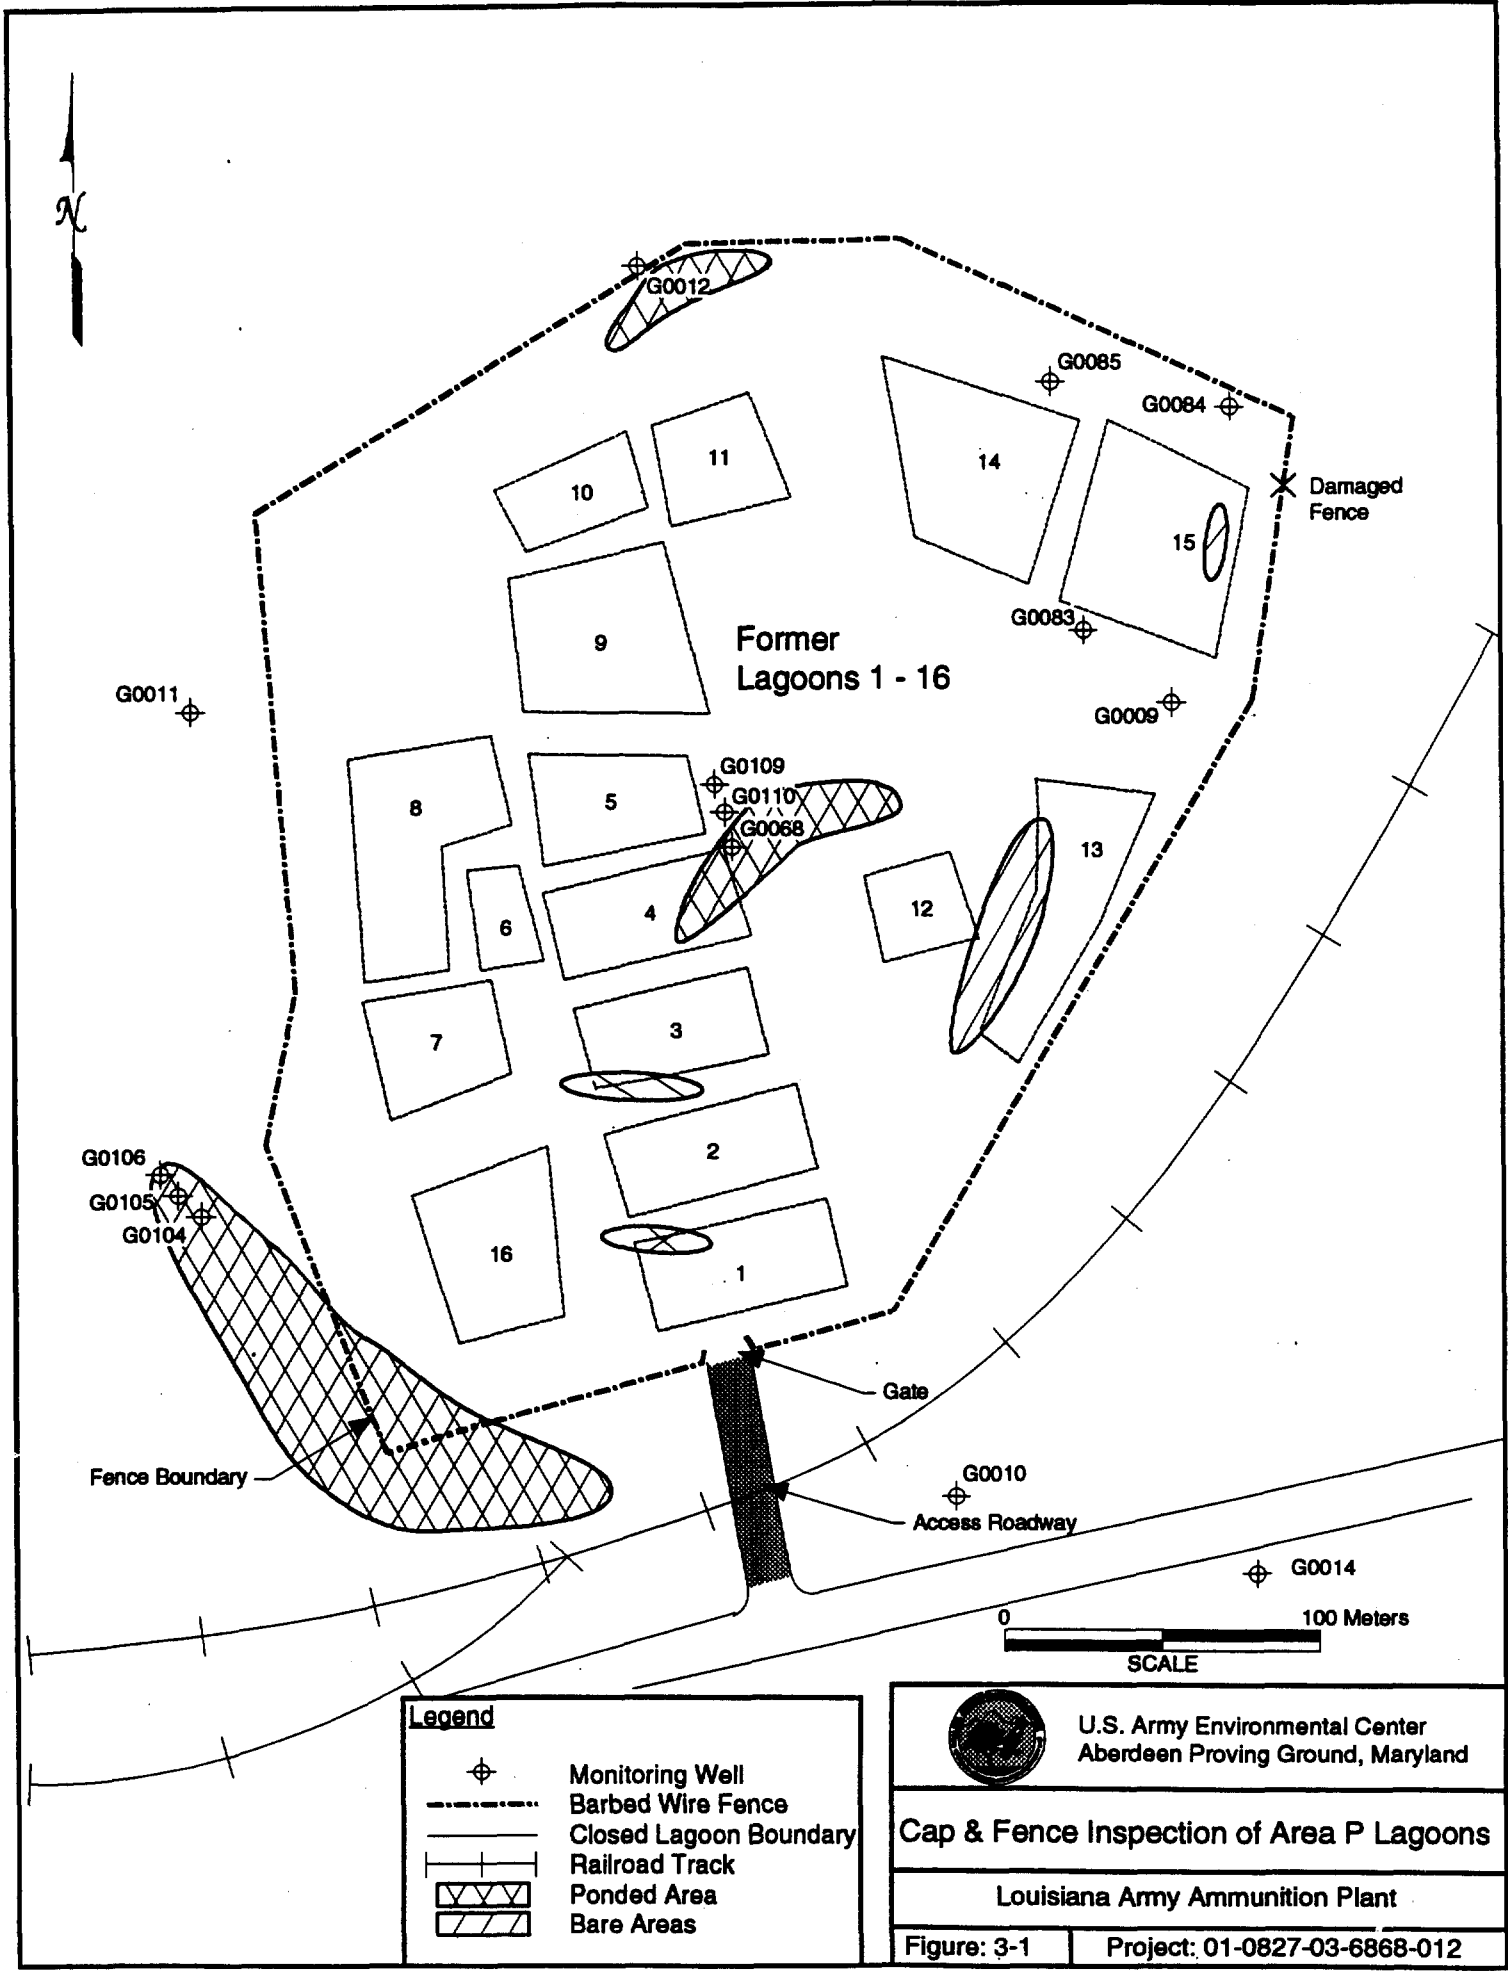 N
G0012
G0085
G0084
11
14
10
Damaged
Fence
15
G0083
9
Former
Lagoons 1 - 16
G0011
G0009
G0109
8
5
G0110
G0068
13
12
4
6
3
7
2
G0106
G0105
G0104
16
1
Gate
Fence Boundary
G0010
Access Roadway
G0014
0 100 Meters
SCALE
Legend
Monitoring Well
Barbed Wire Fence
Closed Lagoon Boundary
Railroad Track
Ponded Area
Bare Areas
U.S. Army Environmental Center
Aberdeen Proving Ground, Maryland
Cap & Fence Inspection of Area P Lagoons
Louisiana Army Ammunition Plant
Figure: 3-1 Project: 01-0827-03-6868-012